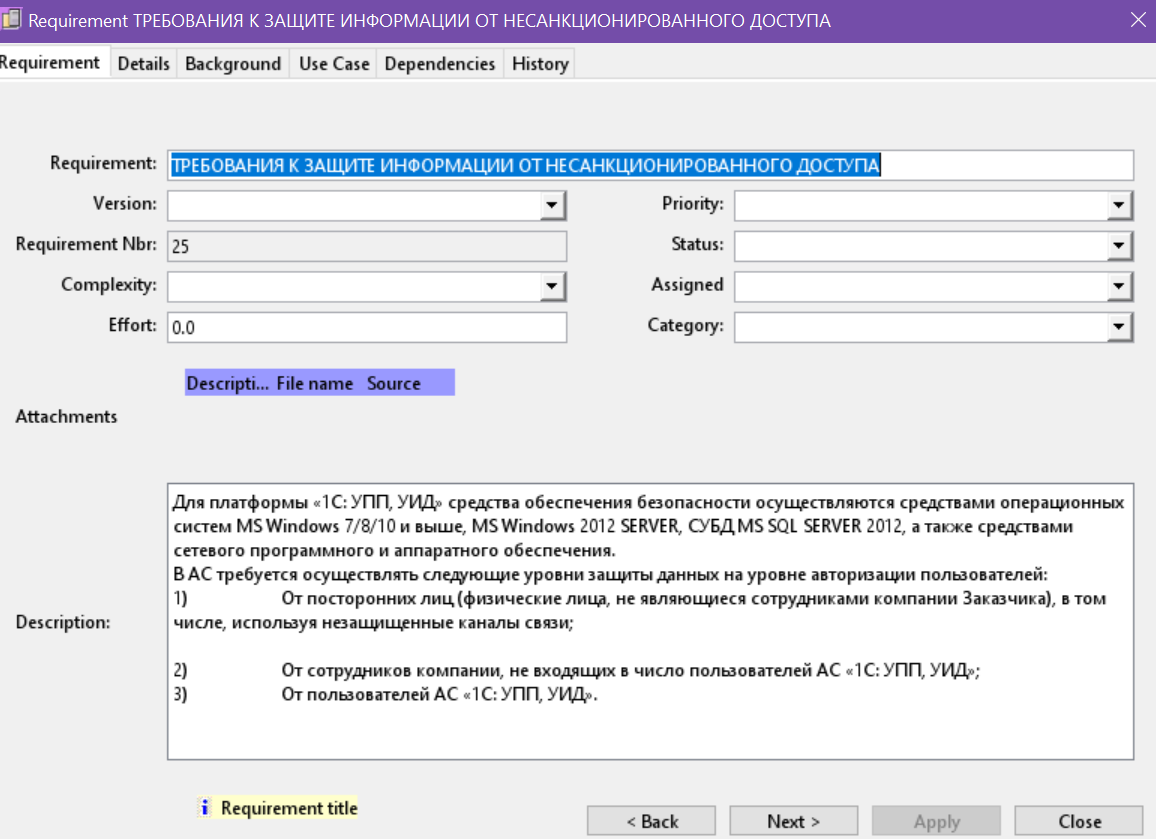 Requirement ТРЕБОВАНИЯ К ЗАЩИТЕ ИНФОРМАЦИИ ОТ НЕСАНКЦИОНИРОВАННОГО ДОСТУПА
Requirement Details Background Use Case Dependencies History
Requirement: ТРЕБОВАНИЯ К ЗАЩИТЕ ИНФОРМАЦИИ ОТ НЕСАНКЦИОНИРОВАННОГО ДОСТУПА
Version: Priority:
Requirement Nbr: 25 Status:
Complexity: Assigned
Effort: 0.0 Category:
Descripti... File name Source
Attachments
Для платформы «1С: УПП, УИД» средства обеспечения безопасности осуществляются средствами операционных
систем MS Windows 7/8/10 и выше, MS Windows 2012 SERVER, СУБД MS SQL SERVER 2012, а также средствами
сетевого программного и аппаратного обеспечения.
В АС требуется осуществлять следующие уровни защиты данных на уровне авторизации пользователей:
1) От посторонних лиц (физические лица, не являющиеся сотрудниками компании Заказчика), в том
Description: числе, используя незащищенные каналы связи;
2) От сотрудников компании, не входящих в число пользователей АС «1С: УПП, УИД»;
3) От пользователей АС «1С: УПП, УИД».
Requirement title
< Back Next > Apply Close